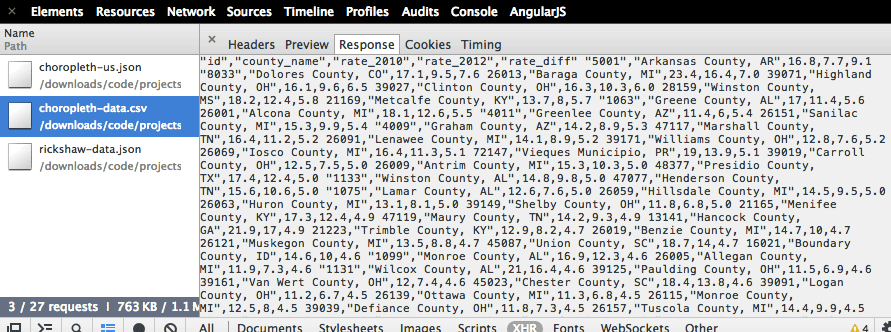 Elements Resources Network Sources Timeline Profiles Audits Console AngularJS
Name
Path
choropleth-us.json
/downloads/code/projects
choropleth-data.csv
/downloads/code/projects
rickshaw-data.json
/downloads/code/projects
Headers Preview Response Cookies Timing
"id","county_name","rate_2010","rate_2012","rate_diff" "5001","Arkansas County, AR",16.8,7.7,9.1
"8033","Dolores County, CO",17.1,9.5,7.6 26013,"Baraga County, MI",23.4,16.4,7.0 39071,"Highland
County, OH",16.1,9.6,6.5 39027,"Clinton County, OH",16.3,10.3,6.0 28159,"Winston County,
MS",18.2,12.4,5.8 21169,"Metcalfe County, KY",13.7,8,5.7 "1063","Greene County, AL",17,11.4,5.6
26001,"Alcona County, MI",18.1,12.6,5.5 "4011","Greenlee County, AZ",11.4,6,5.4 26151,"Sanilac
County, MI",15.3,9.9,5.4 "4009","Graham County, AZ",14.2,8.9,5.3 47117,"Marshall County,
TN",16.4,11.2,5.2 26091,"Lenawee County, MI",14.1,8.9,5.2 39171,"Williams County, OH",12.8,7.6,5.2
26069,"Iosco County, MI",16.4,11.3,5.1 72147,"Vieques Municipio, PR",19,13.9,5.1 39019,"Carroll
County, OH",12.5,7.5,5.0 26009,"Antrim County, MI",15.3,10.3,5.0 48377,"Presidio County,
TX",17.4,12.4,5.0 "1133","Winston County, AL",14.8,9.8,5.0 47077,"Henderson County,
TN",15.6,10.6,5.0 "1075","Lamar County, AL",12.6,7.6,5.0 26059,"Hillsdale County, MI",14.5,9.5,5.0
26063,"Huron County, MI",13.1,8.1,5.0 39149,"Shelby County, OH",11.8,6.8,5.0 21165,"Menifee
County, KY",17.3,12.4,4.9 47119,"Maury County, TN",14.2,9.3,4.9 13141,"Hancock County,
GA",21.9,17,4.9 21223,"Trimble County, KY",12.9,8.2,4.7 26019,"Benzie County, MI",14.7,10,4.7
26121,"Muskegon County, MI",13.5,8.8,4.7 45087,"Union County, SC",18.7,14,4.7 16021,"Boundary
County, ID",14.6,10,4.6 "1099","Monroe County, AL",16.9,12.3,4.6 26005,"Allegan County,
MI",11.9,7.3,4.6 "1131","Wilcox County, AL",21,16.4,4.6 39125,"Paulding County, OH",11.5,6.9,4.6
39161,"Van Wert County, OH",12,7.4,4.6 45023,"Chester County, SC",18.4,13.8,4.6 39091,"Logan
County, OH",11.2,6.7,4.5 26139,"Ottawa County, MI",11.3,6.8,4.5 26115,"Monroe County,
MI",12.5,8,4.5 39039,"Defiance County, OH",11.8,7.3,4.5 26157,"Tuscola County, MI",14.4,9.9,4.5
3 / 27 requests | 763 KB / 1.1 M
All Documents Stylesheets Images Scripts XHR Fonts WebSockets Other 4